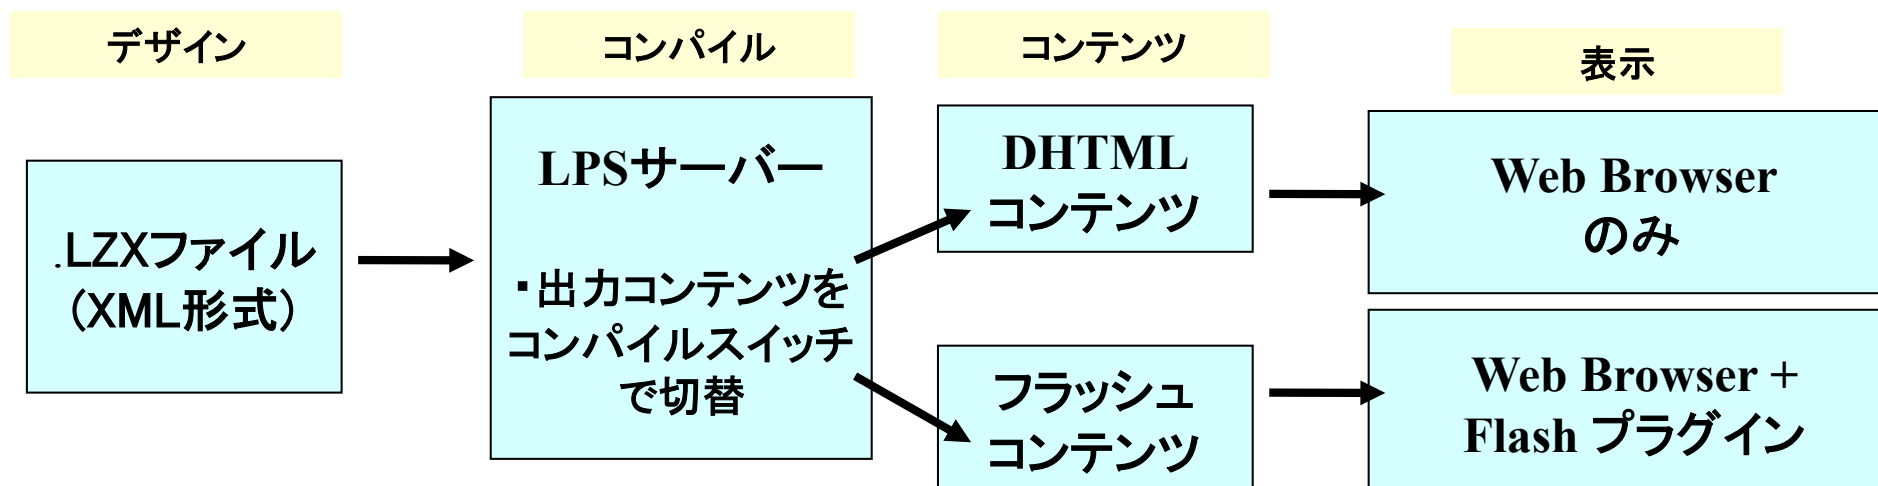 デザイン
コンパイル
コンテンツ
表示
.LZXファイル
(XML形式)
LPSサーバー
・出力コンテンツを
コンパイルスイッチ
で切替
DHTML
コンテンツ
フラッシュ
コンテンツ
Web Browser
のみ
Web Browser +
Flash プラグイン